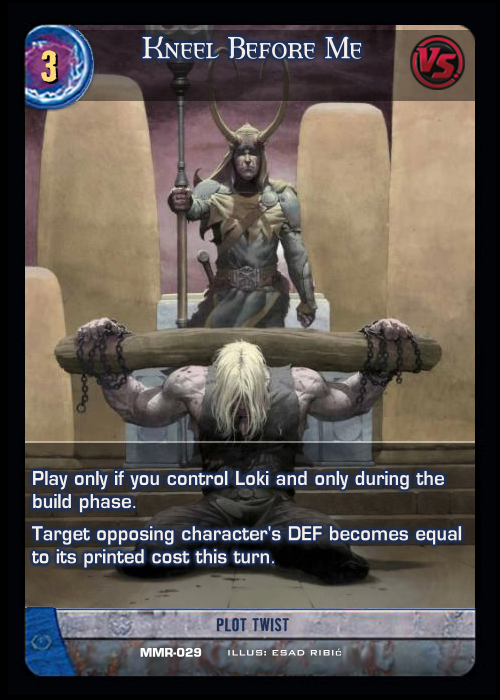 Kneel Before Me
3
VS.
Play only if you control Loki and only during the
build phase.
Target opposing character's DEF becomes equal
to its printed cost this turn.
PLOT TWIST
MMR-029 ILLUS: ESAD RIBIĆ